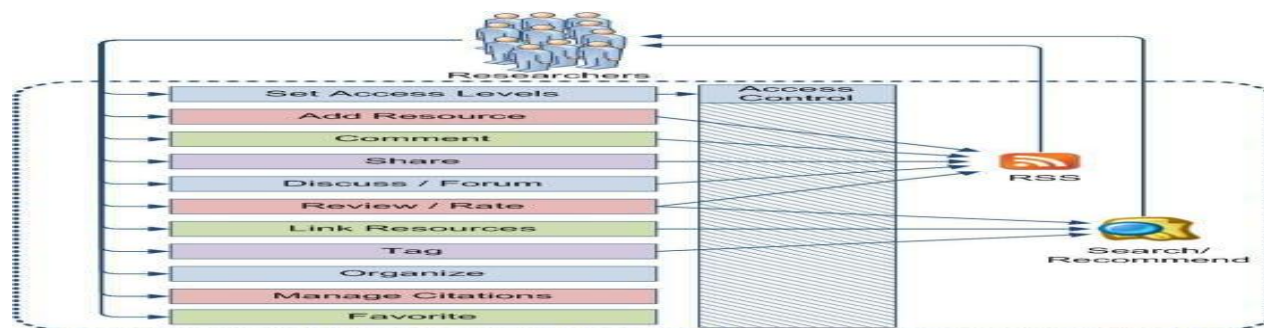 Researchers
Set Access Levels
Access
Control
Add Resource
Comment
Share
RSS
Discuss / Forum
Review / Rate
Link Resources
Tag
Search/
Recommend
Organize
Manage Citations
Favorite